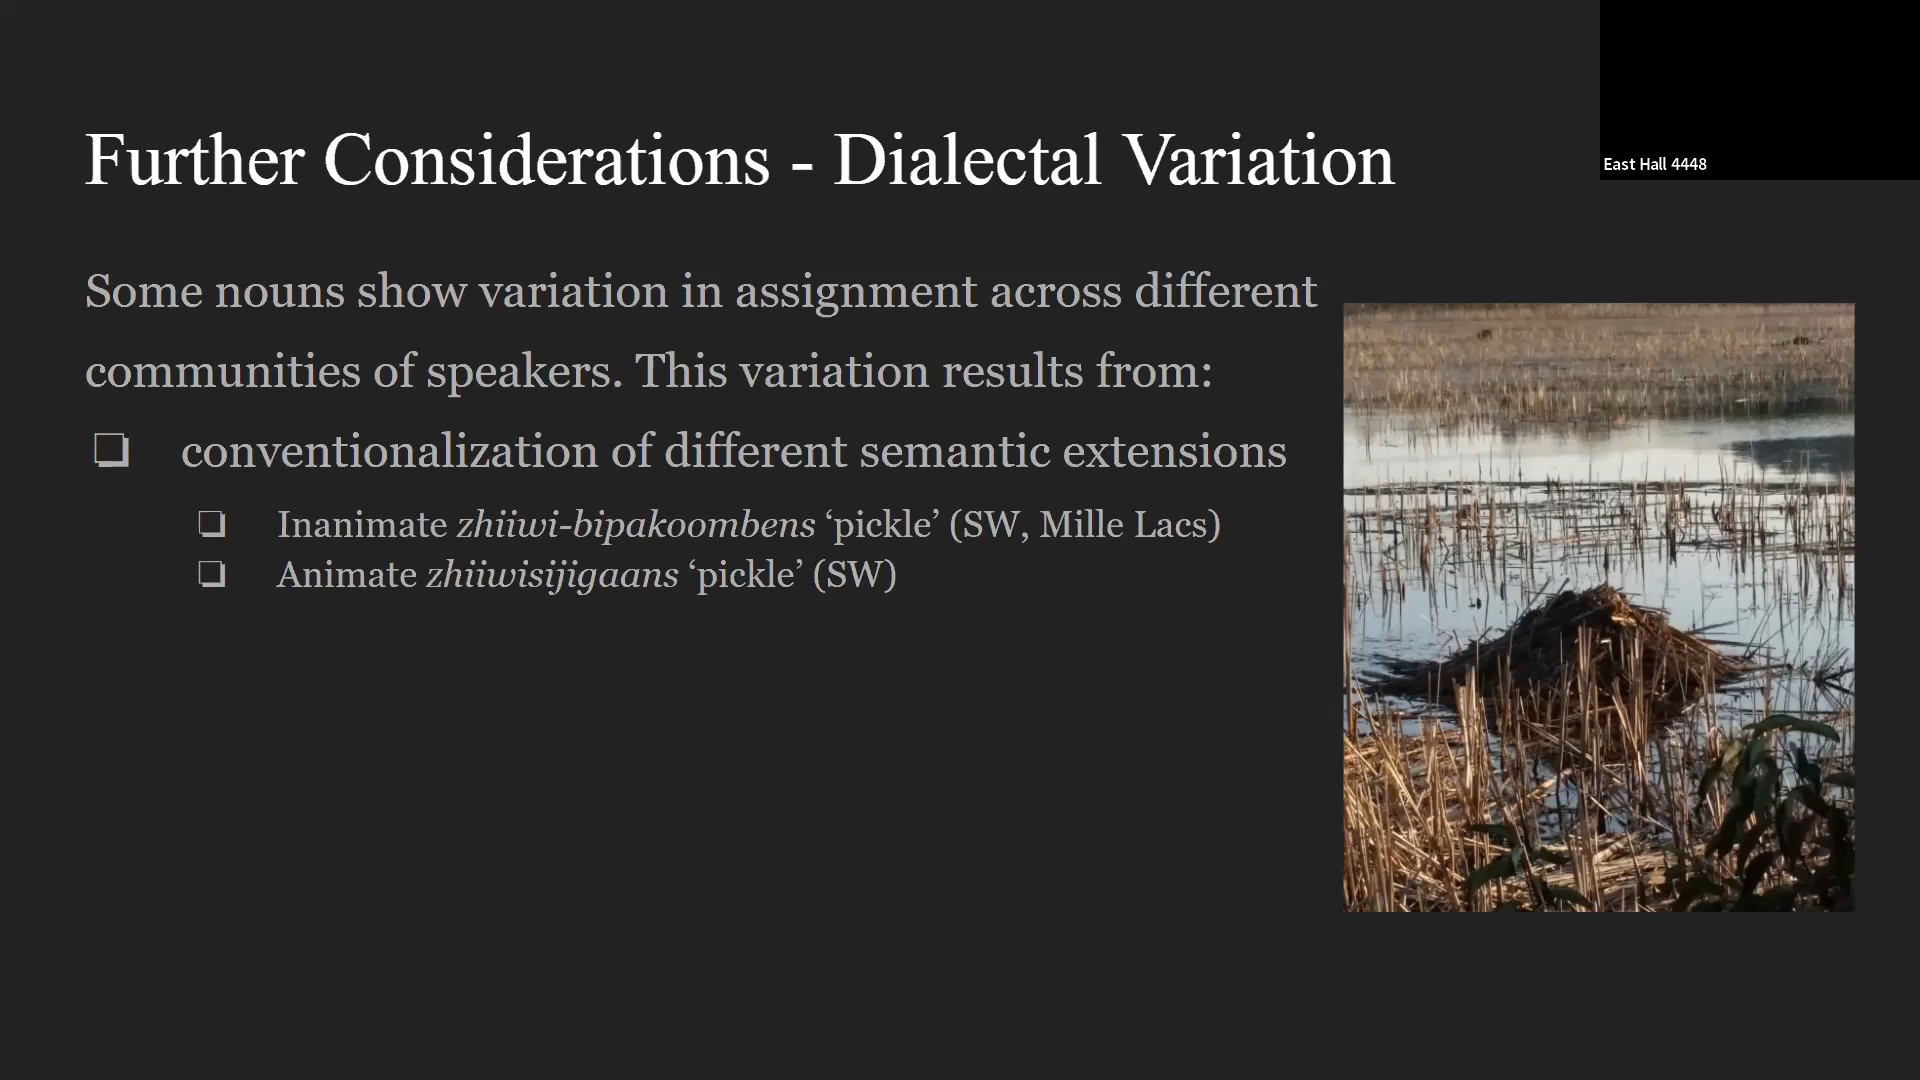 East Hall 4448
Further Considerations - Dialectal Variation
Some nouns show variation in assignment across different
communities of speakers. This variation results from:
❏ conventionalization of different semantic extensions
❏ Inanimate zhiiwi-bipakoombens ‘pickle’ (SW, Mille Lacs)
❏ Animate zhiiwisijigaans ‘pickle’ (SW)